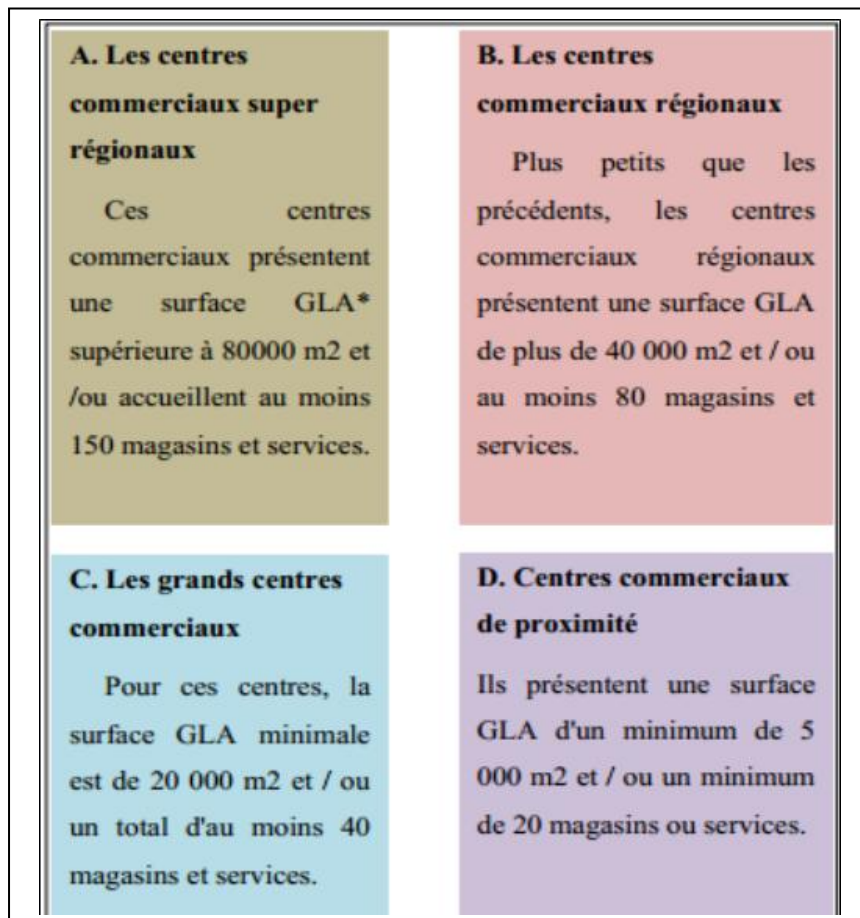 A. Les centres
commerciaux super
régionaux
Ces centres
commerciaux présentent
une surface GLA*
supérieure à 80000 m2 et
/ou accueillent au moins
150 magasins et services.
B. Les centres
commerciaux régionaux
Plus petits que les
précédents, les centres
commerciaux régionaux
présentent une surface GLA
de plus de 40 000 m2 et / ou
au moins 80 magasins et
services.
C. Les grands centres
commerciaux
Pour ces centres, la
surface GLA minimale
est de 20 000 m2 et / ou
un total d'au moins 40
magasins et services.
D. Centres commerciaux
de proximité
Ils présentent une surface
GLA d'un minimum de 5
000 m2 et / ou un minimum
de 20 magasins ou services.